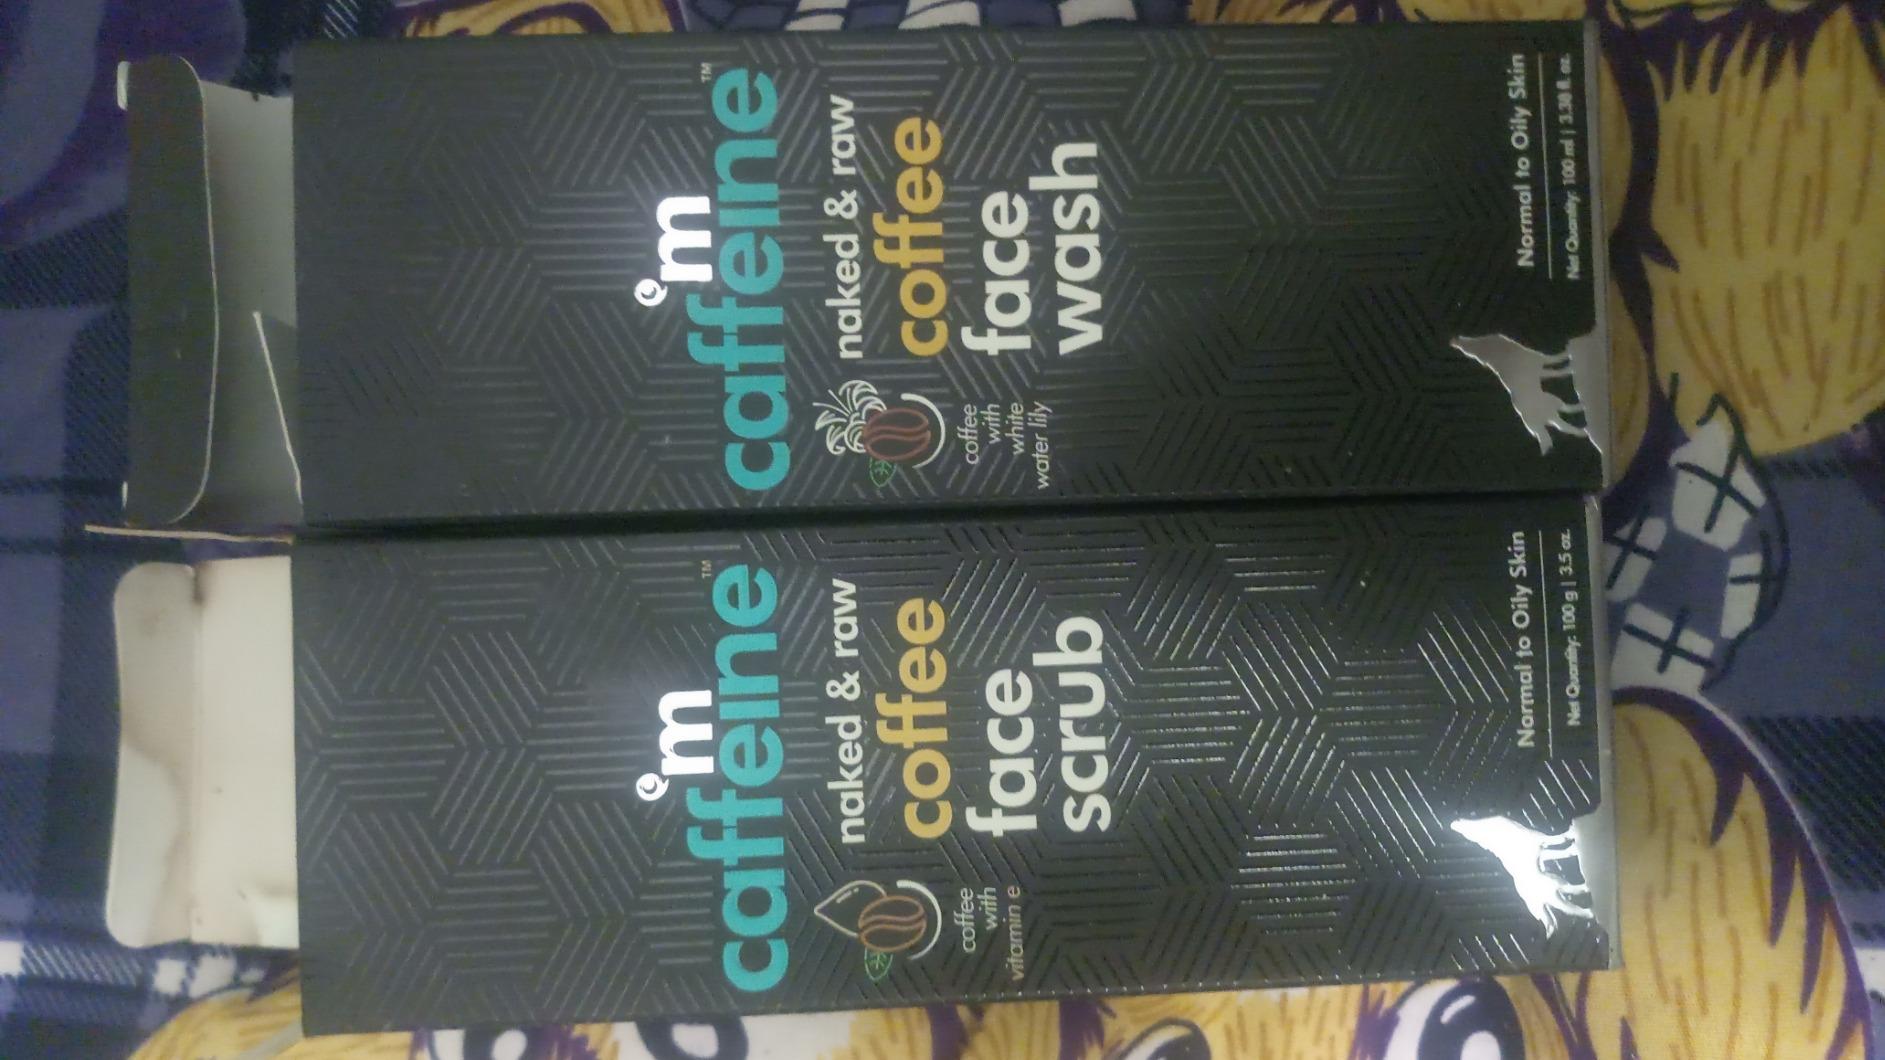 m
caffeine™
naked & raw
coffee
face
wash
coffee
with
white
water lily
Normal to Oily Skin
Net Quantity: 100 ml | 3.38 fl. oz.
m
caffeine™
naked & raw
coffee
face
scrub
coffee
with
vitamin e
Normal to Oily Skin
Net Quantity: 100 g | 3.5 oz.